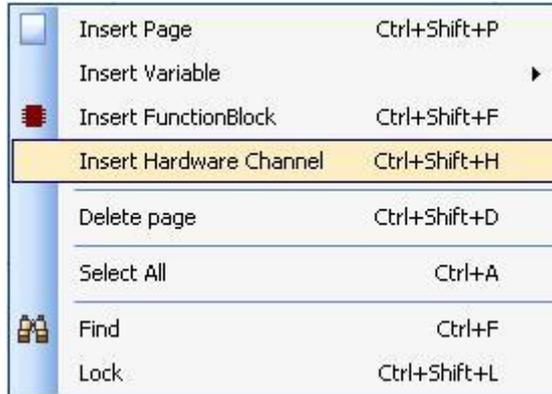 Insert Page Ctrl+Shift+P
Insert Variable
Insert FunctionBlock Ctrl+Shift+F
Insert Hardware Channel Ctrl+Shift+H
Delete page Ctrl+Shift+D
Select All Ctrl+A
Find Ctrl+F
Lock Ctrl+Shift+L